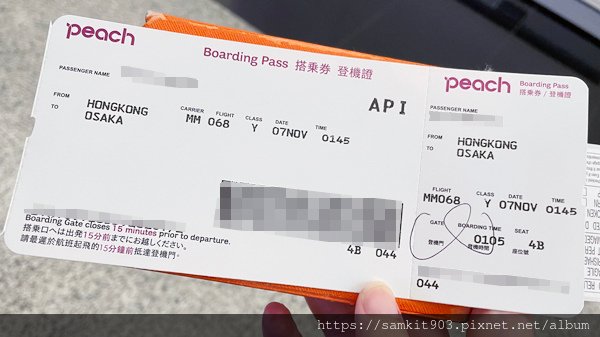 peach
Boarding Pass 搭乗券 登機證
PASSENGER NAME
API
FROM
HONGKONG
TO
OSAKA
CARRIER FLIGHT CLASS DATE TIME
MM 068 Y 07NOV 0145
Boarding Gate closes 15 minutes prior to departure.
搭乗口へは出発15分前までにお越しください。
請最遲於航班起飛的15分鐘前抵達登機門。
4B 044
peach
Boarding Pass
搭乗券 / 登機證
PASSENGER NAME
FROM
HONGKONG
TO
OSAKA
FLIGHT CLASS DATE TIME
MM068 Y 07NOV 0145
GATE BOARDING TIME SEAT
登機門 登機時間 座位號
0105 4B
044
https://samkit903.pixnet.net/album